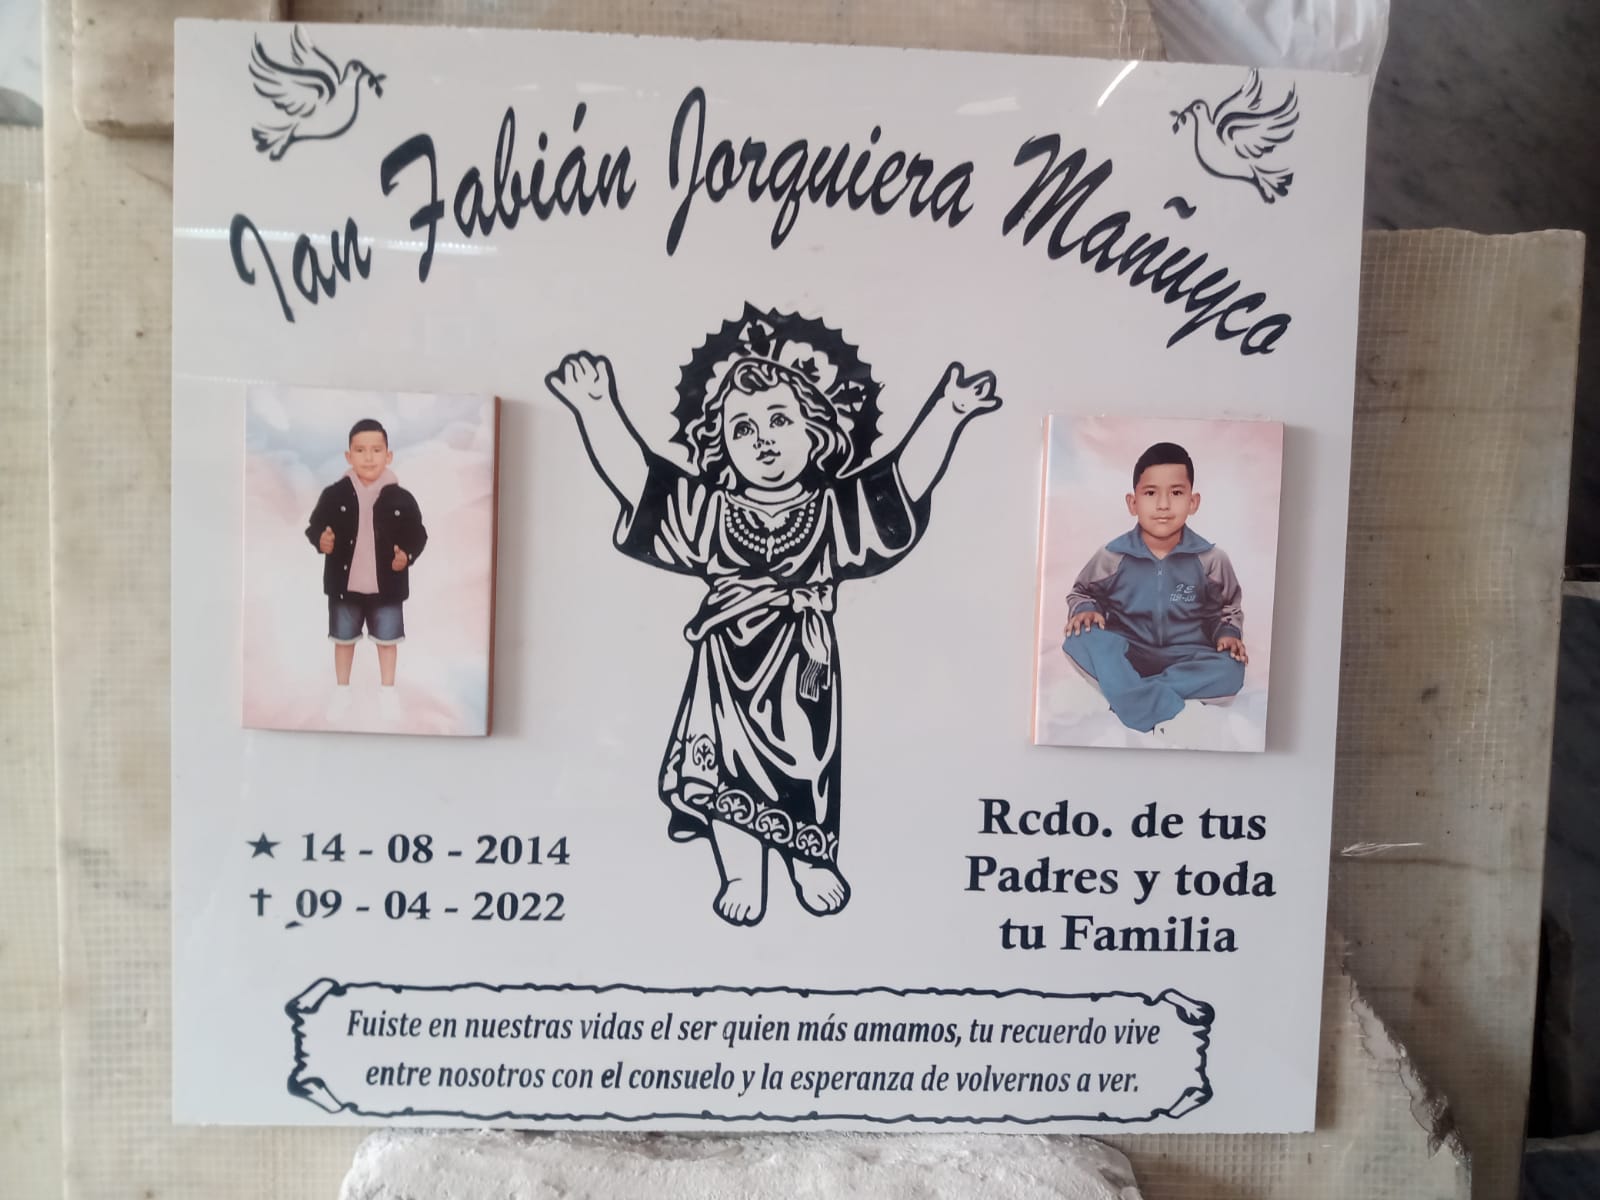 Ian Fabián Jorquiera Mañuyco
★ 14 - 08 - 2014
✝ 09 - 04 - 2022
Rcdo. de tus
Padres y toda
tu Familia
Fuiste en nuestras vidas el ser quien más amamos, tu recuerdo vive
entre nosotros con el consuelo y la esperanza de volvernos a ver.